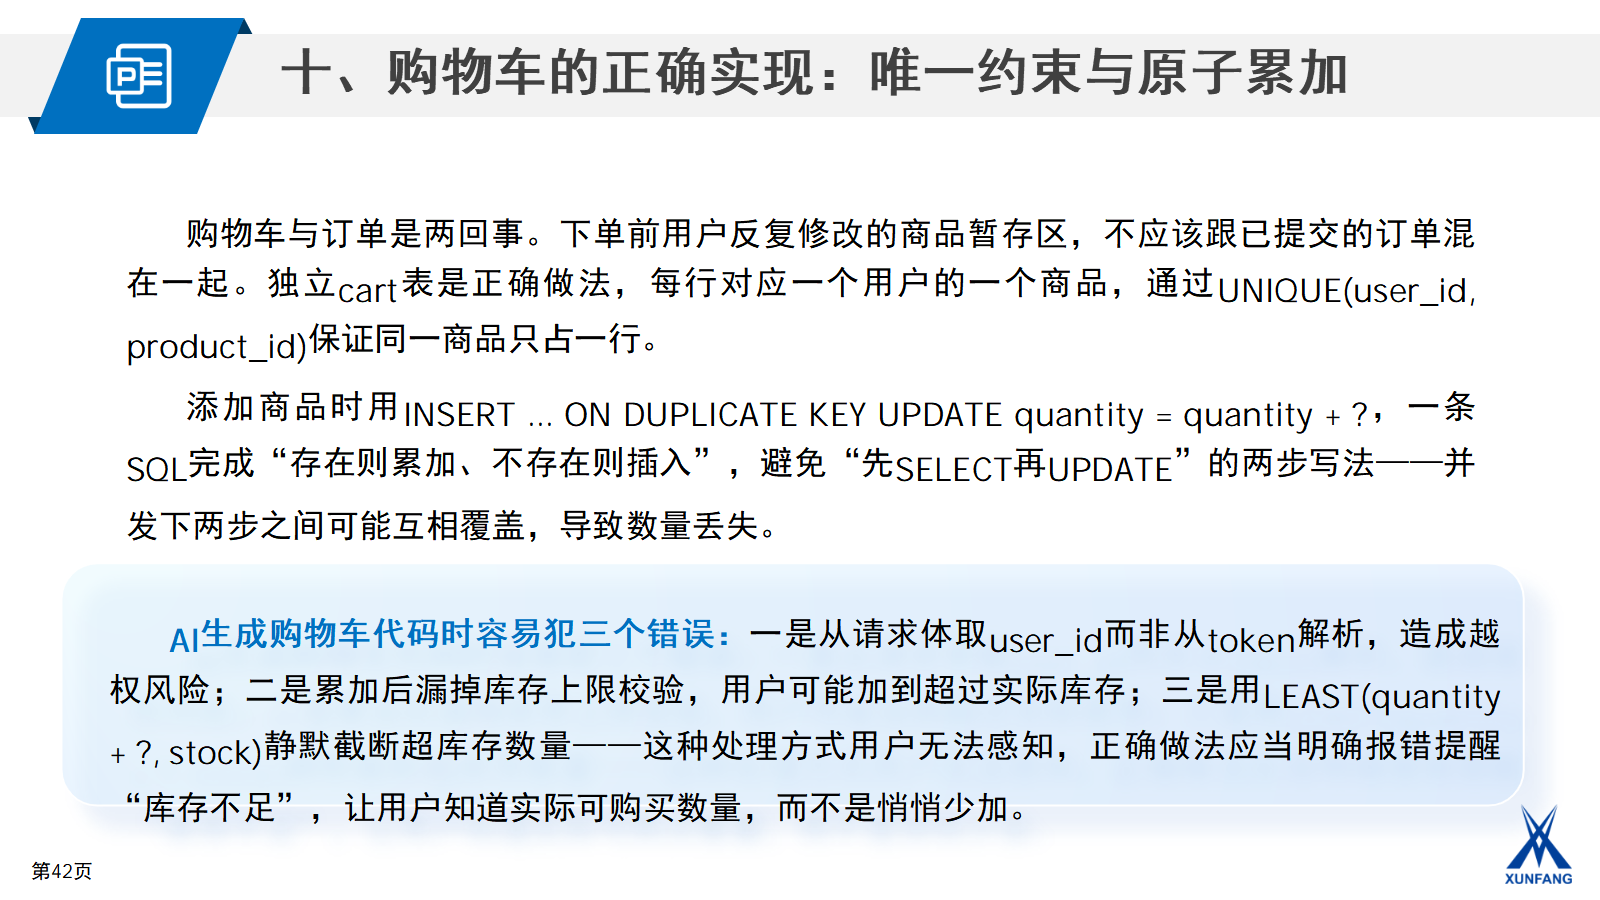 十、购物车的正确实现：唯一约束与原子累加
购物车与订单是两回事。下单前用户反复修改的商品暂存区，不应该跟已提交的订单混
在一起。独立cart表是正确做法，每行对应一个用户的一个商品，通过UNIQUE(user_id,
product_id)保证同一商品只占一行。
添加商品时用INSERT ... ON DUPLICATE KEY UPDATE quantity = quantity + ?，一条
SQL完成“存在则累加、不存在则插入”，避免“先SELECT再UPDATE”的两步写法——并
发下两步之间可能互相覆盖，导致数量丢失。
AI生成购物车代码时容易犯三个错误：一是从请求体取user_id而非从token解析，造成越
权风险；二是累加后漏掉库存上限校验，用户可能加到超过实际库存；三是用LEAST(quantity
+ ?, stock)静默截断超库存数量——这种处理方式用户无法感知，正确做法应当明确报错提醒
“库存不足”，让用户知道实际可购买数量，而不是悄悄少加。
第42页
XUNFANG